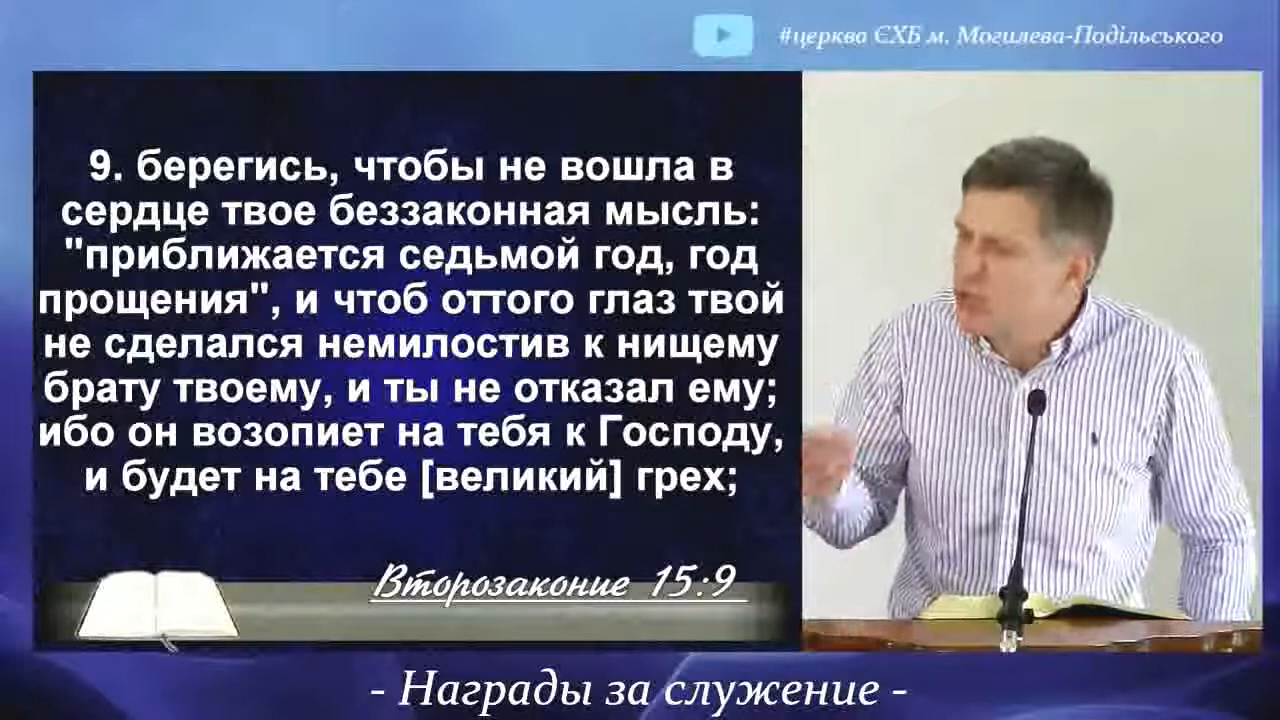 #церква ЄХБ м. Могилева-Подільського
9. берегись, чтобы не вошла в
сердце твое беззаконная мысль:
"приближается седьмой год, год
прощения", и чтоб оттого глаз твой
не сделался немилостив к нищему
брату твоему, и ты не отказал ему;
ибо он возопиет на тебя к Господу,
и будет на тебе [великий] грех;
Второзаконие 15:9
- Награды за служение -